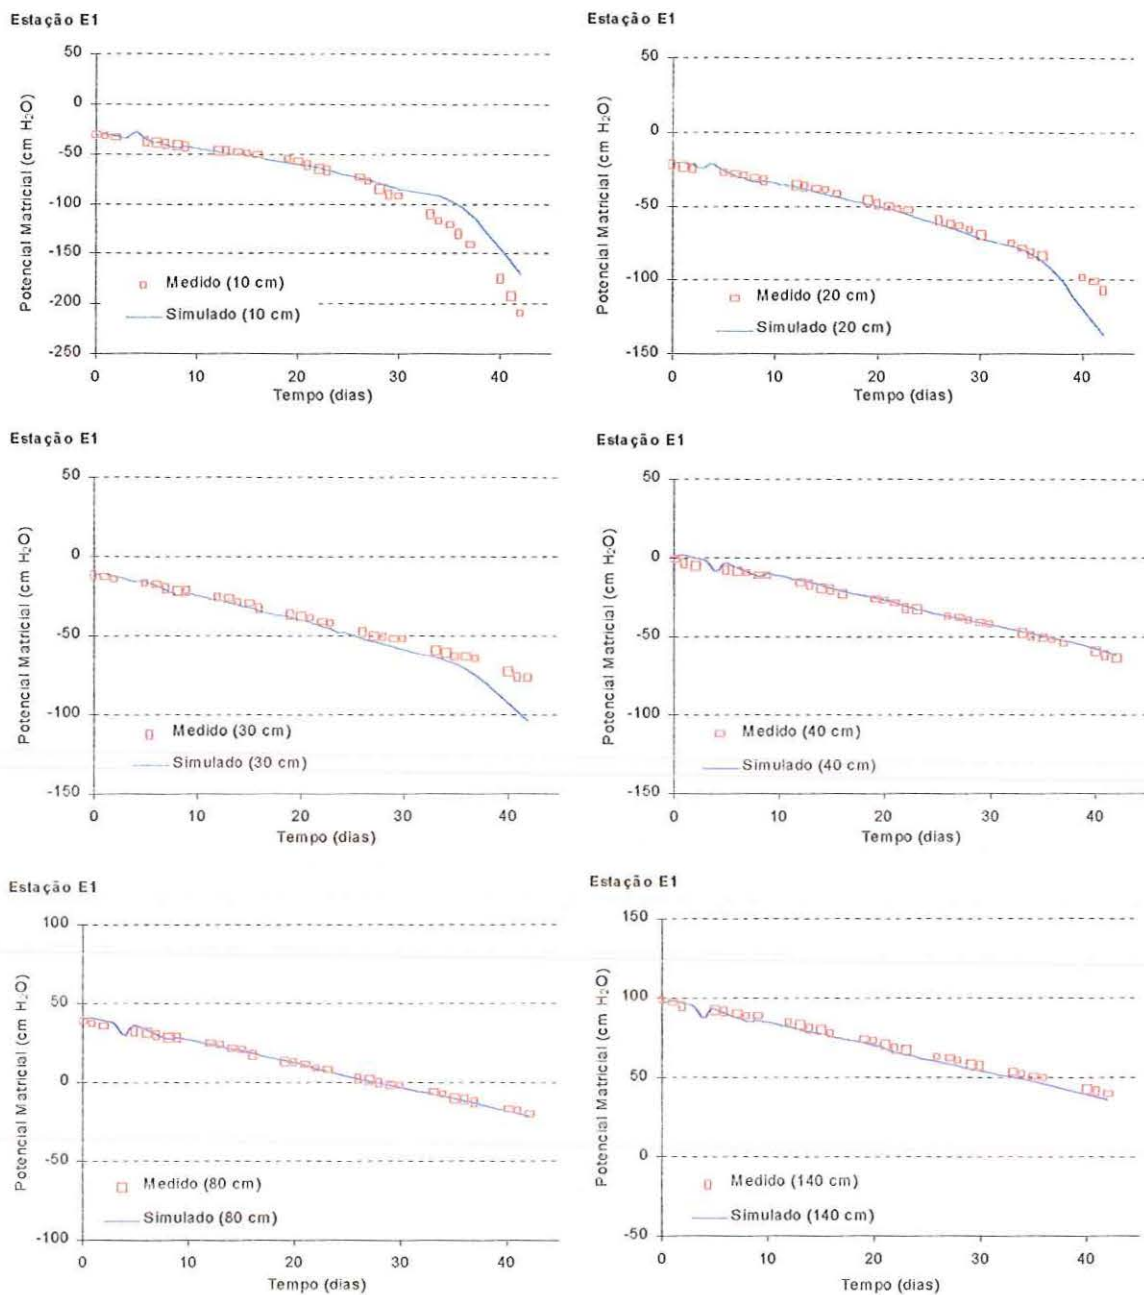 Estação E1
Potencial Matricial (cm H₂O)
50
0
-50
-100
-150
-200
-250
Medido (10 cm)
Simulado (10 cm)
0 10 20 30 40
Tempo (dias)
Estação E1
Potencial Matricial (cm H₂O)
50
0
-50
-100
-150
Medido (20 cm)
Simulado (20 cm)
0 10 20 30 40
Tempo (dias)
Estação E1
Potencial Matricial (cm H₂O)
50
0
-50
-100
-150
Medido (30 cm)
Simulado (30 cm)
0 10 20 30 40
Tempo (dias)
Estação E1
Potencial Matricial (cm H₂O)
50
0
-50
-100
-150
Medido (40 cm)
Simulado (40 cm)
0 10 20 30 40
Tempo (dias)
Estação E1
Potencial Matricial (cm H₂O)
100
50
0
-50
-100
Medido (80 cm)
Simulado (80 cm)
0 10 20 30 40
Tempo (dias)
Estação E1
Potencial Matricial (cm H₂O)
150
100
50
0
-50
Medido (140 cm)
Simulado (140 cm)
0 10 20 30 40
Tempo (dias)